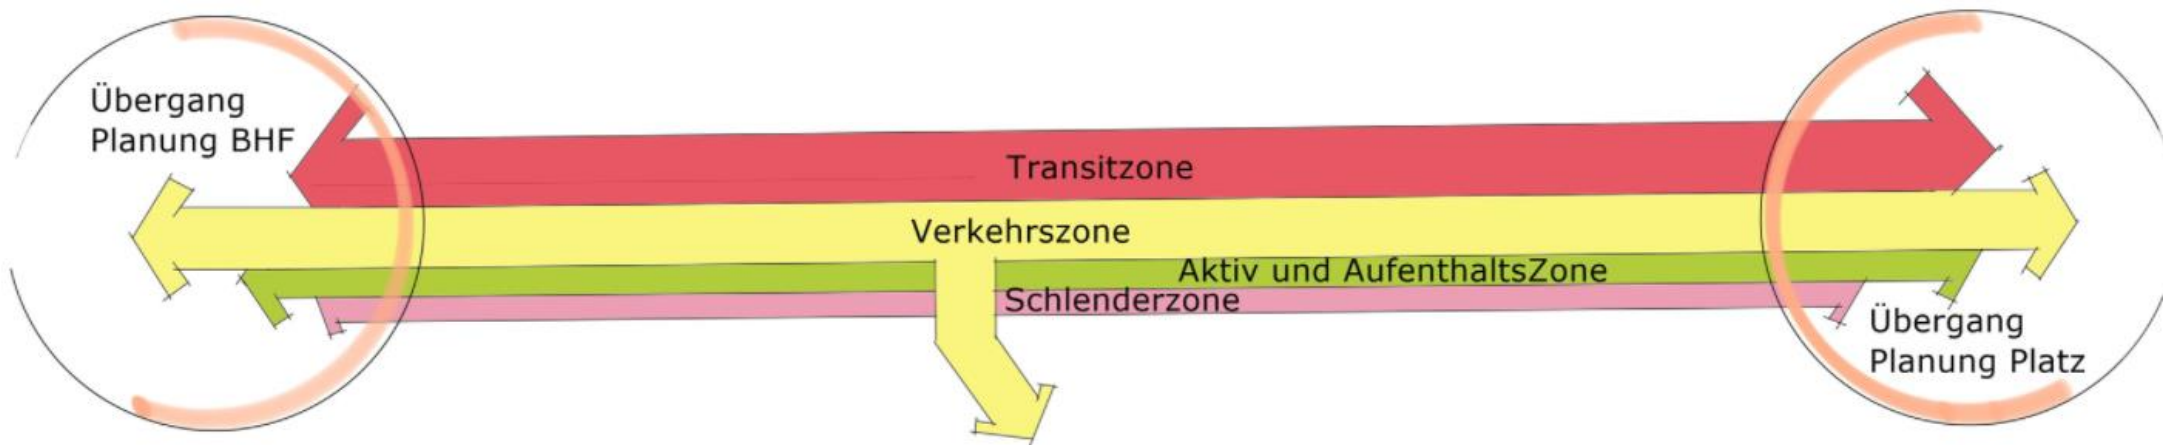 Übergang
Planung BHF
Transitzone
Verkehrszone
Aktiv und AufenthaltsZone
Schlenderzone
Übergang
Planung Platz